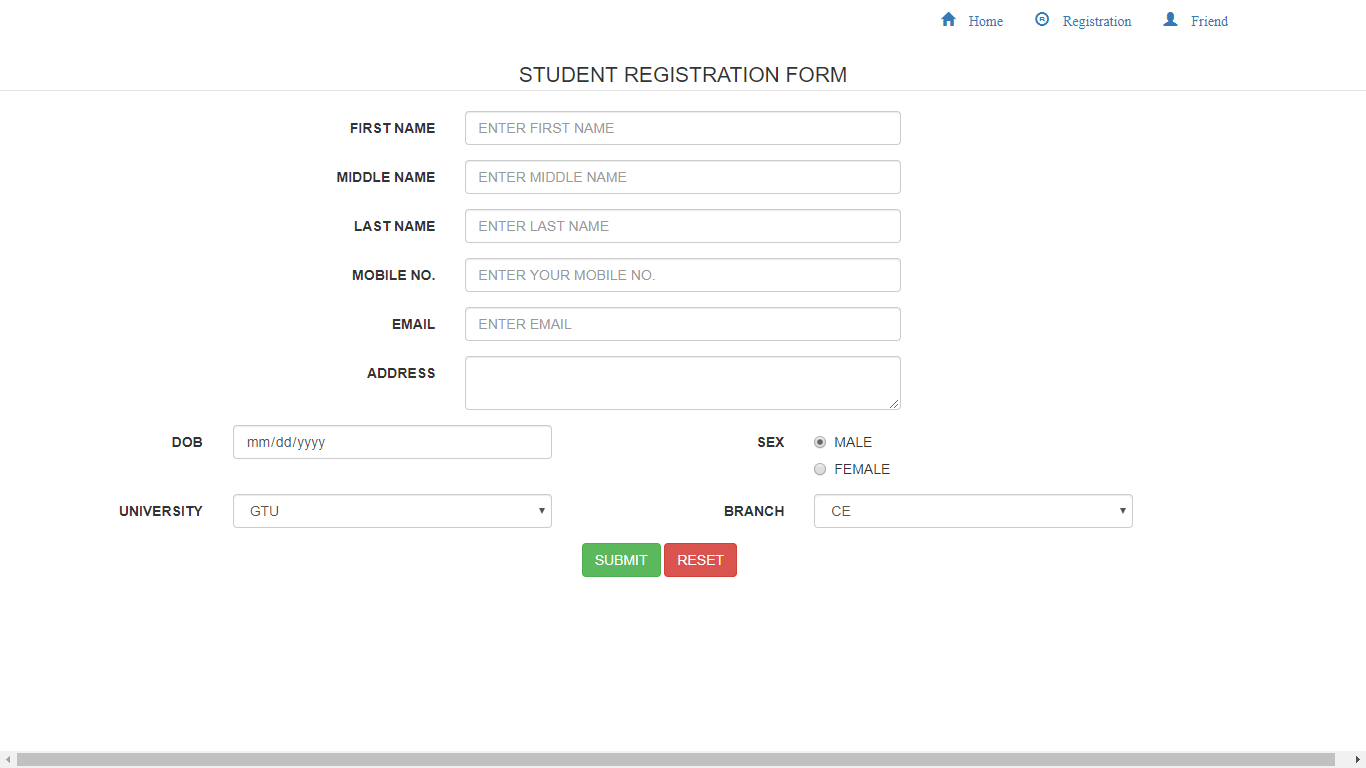 Home Registration Friend
STUDENT REGISTRATION FORM
FIRST NAME ENTER FIRST NAME
MIDDLE NAME ENTER MIDDLE NAME
LAST NAME ENTER LAST NAME
MOBILE NO. ENTER YOUR MOBILE NO.
EMAIL ENTER EMAIL
ADDRESS
DOB mm/dd/yyyy SEX MALE
FEMALE
UNIVERSITY GTU BRANCH CE
SUBMIT RESET